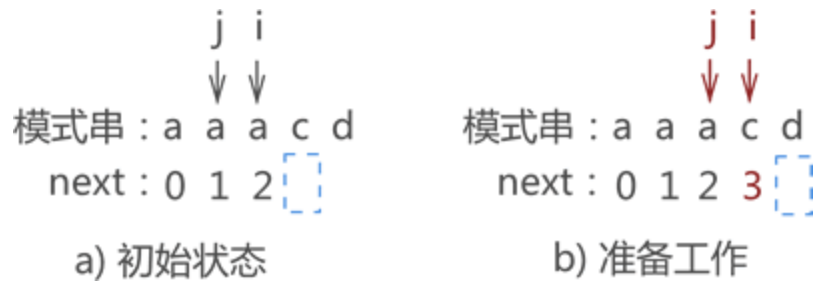 j i
模式串：a a a c d
next：0 1 2
a) 初始状态
j i
模式串：a a a c d
next：0 1 2 3
b) 准备工作